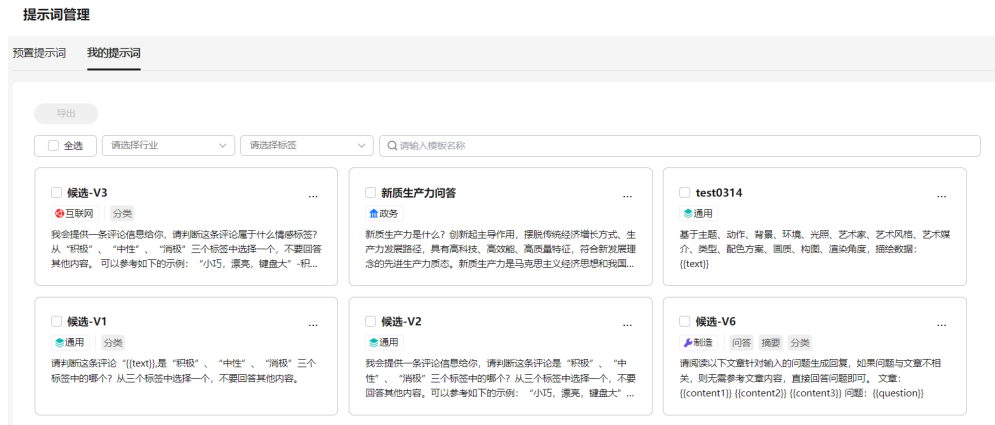 提示词管理
预置提示词 我的提示词
导出
全选 请选择行业 请选择标签 请输入模板名称
候选-V3 ...
互联网 分类
我会提供一条评论信息给你，请判断这条评论属于什么情感标签？
从“积极”、“中性”、“消极”三个标签中选择一个，不要回答
其他内容。 可以参考如下的示例：“小巧，漂亮，键盘大”-积...
新质生产力问答 ...
政务
新质生产力是什么？创新起主导作用，摆脱传统经济增长方式、生
产力发展路径，具有高科技、高效能、高质量特征，符合新发展理
念的先进生产力质态。新质生产力是马克思主义经济思想和我国...
test0314 ...
通用
基于主题、动作、背景、环境、光照、艺术家、艺术风格、艺术媒
介、类型、配色方案、画质、构图、渲染角度，描绘数据：
{{text}}
候选-V1 ...
通用 分类
请判断这条评论“{{text}},是“积极”、“中性”、“消极”三个
标签中的哪个？从三个标签中选择一个，不要回答其他内容。
候选-V2 ...
通用
我会提供一条评论信息给你，请判断这条评论是“积极”、“中
性”、“消极”三个标签中的哪个？从三个标签中选择一个，不要
回答其他内容。可以参考如下的示例：“小巧，漂亮，键盘大”...
候选-V6 ...
制造 问答 摘要 分类
请阅读以下文章针对输入的问题生成回复，如果问题与文章不相
关，则无需参考文章内容，直接回答问题即可。 文章：
{{content1}} {{content2}} {{content3}} 问题：{{question}}